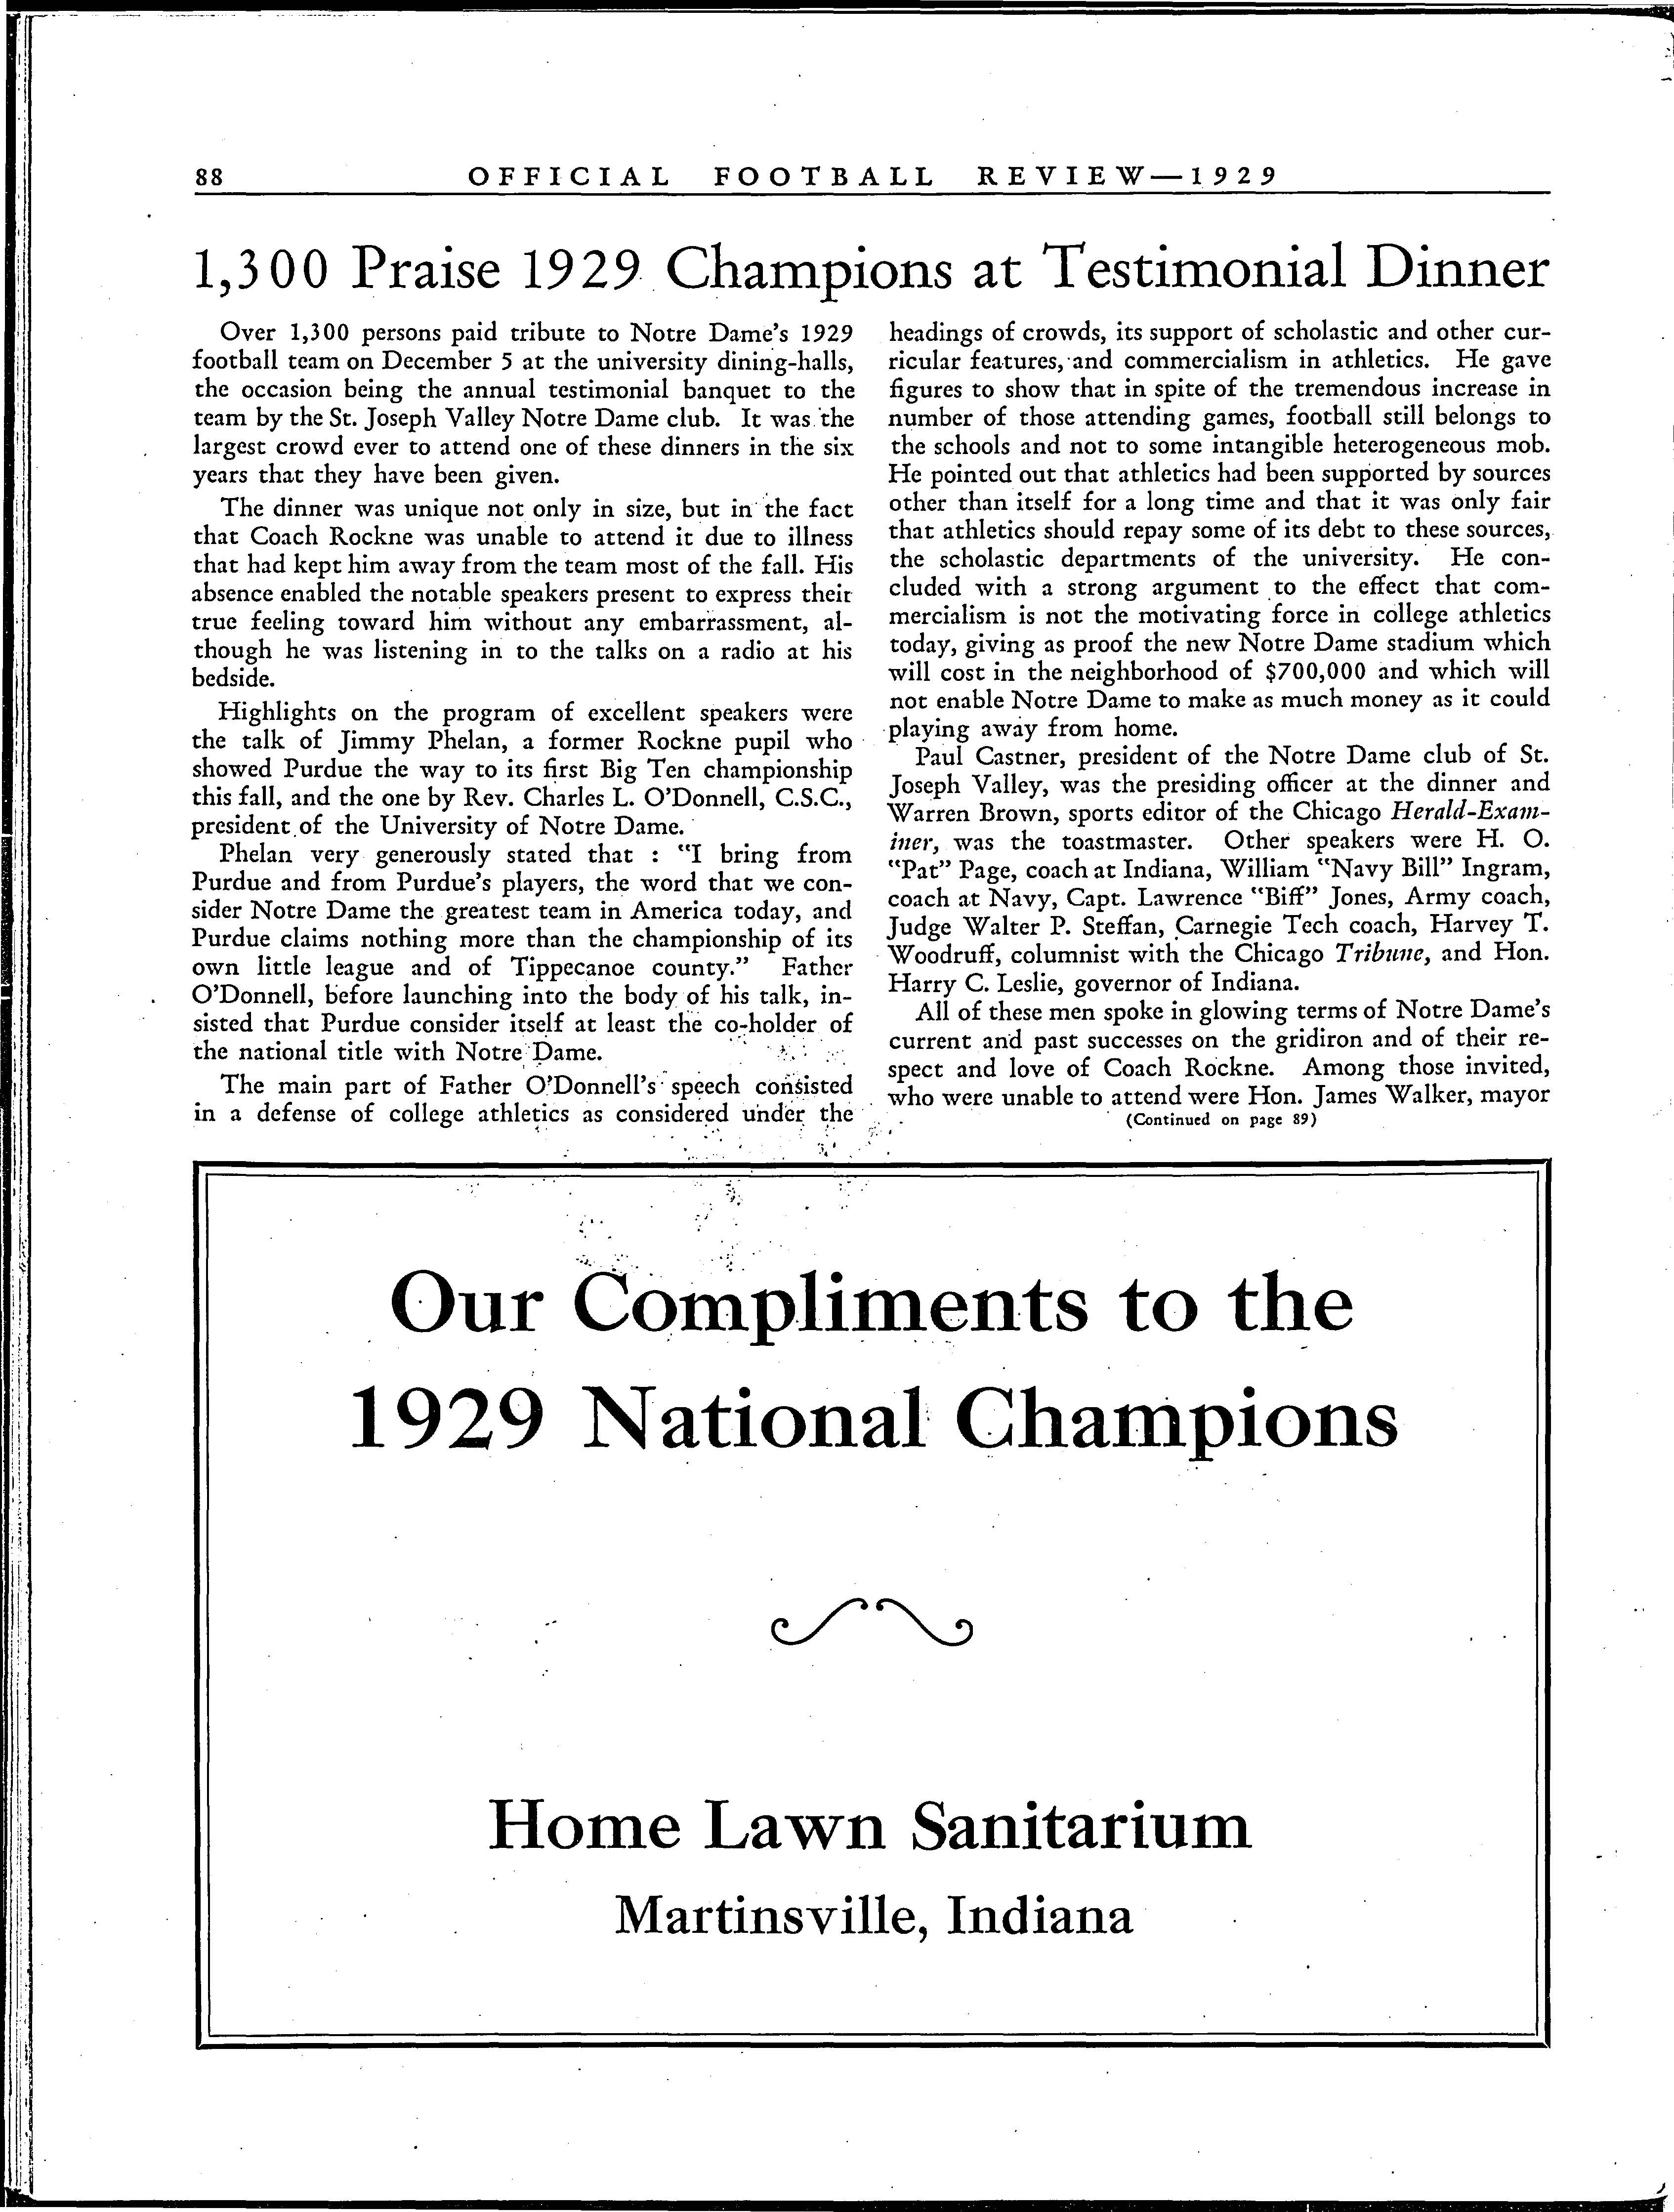 88 OFFICIAL FOOTBALL REVIEW—1929
1,300 Praise 1929 Champions at Testimonial Dinner
Over 1,300 persons paid tribute to Notre Dame's 1929
football team on December 5 at the university dining-halls,
the occasion being the annual testimonial banquet to the
team by the St. Joseph Valley Notre Dame club. It was the
largest crowd ever to attend one of these dinners in the six
years that they have been given.
The dinner was unique not only in size, but in the fact
that Coach Rockne was unable to attend it due to illness
that had kept him away from the team most of the fall. His
absence enabled the notable speakers present to express their
true feeling toward him without any embarrassment, al-
though he was listening in to the talks on a radio at his
bedside.
Highlights on the program of excellent speakers were
the talk of Jimmy Phelan, a former Rockne pupil who
showed Purdue the way to its first Big Ten championship
this fall, and the one by Rev. Charles L. O'Donnell, C.S.C.,
president of the University of Notre Dame.
Phelan very generously stated that : "I bring from
Purdue and from Purdue's players, the word that we con-
sider Notre Dame the greatest team in America today, and
Purdue claims nothing more than the championship of its
own little league and of Tippecanoe county." Father
O'Donnell, before launching into the body of his talk, in-
sisted that Purdue consider itself at least the co-holder of
the national title with Notre Dame.
The main part of Father O'Donnell's speech consisted
in a defense of college athletics as considered under the
headings of crowds, its support of scholastic and other cur-
ricular features, and commercialism in athletics. He gave
figures to show that in spite of the tremendous increase in
number of those attending games, football still belongs to
the schools and not to some intangible heterogeneous mob.
He pointed out that athletics had been supported by sources
other than itself for a long time and that it was only fair
that athletics should repay some of its debt to these sources,
the scholastic departments of the university. He con-
cluded with a strong argument to the effect that com-
mercialism is not the motivating force in college athletics
today, giving as proof the new Notre Dame stadium which
will cost in the neighborhood of $700,000 and which will
not enable Notre Dame to make as much money as it could
playing away from home.
Paul Castner, president of the Notre Dame club of St.
Joseph Valley, was the presiding officer at the dinner and
Warren Brown, sports editor of the Chicago Herald-Exam-
iner, was the toastmaster. Other speakers were H. O.
"Pat" Page, coach at Indiana, William "Navy Bill" Ingram,
coach at Navy, Capt. Lawrence "Biff" Jones, Army coach,
Judge Walter P. Steffan, Carnegie Tech coach, Harvey T.
Woodruff, columnist with the Chicago Tribune, and Hon.
Harry C. Leslie, governor of Indiana.
All of these men spoke in glowing terms of Notre Dame's
current and past successes on the gridiron and of their re-
spect and love of Coach Rockne. Among those invited,
who were unable to attend were Hon. James Walker, mayor
(Continued on page 89)
Our Compliments to the
1929 National Champions
Home Lawn Sanitarium
Martinsville, Indiana